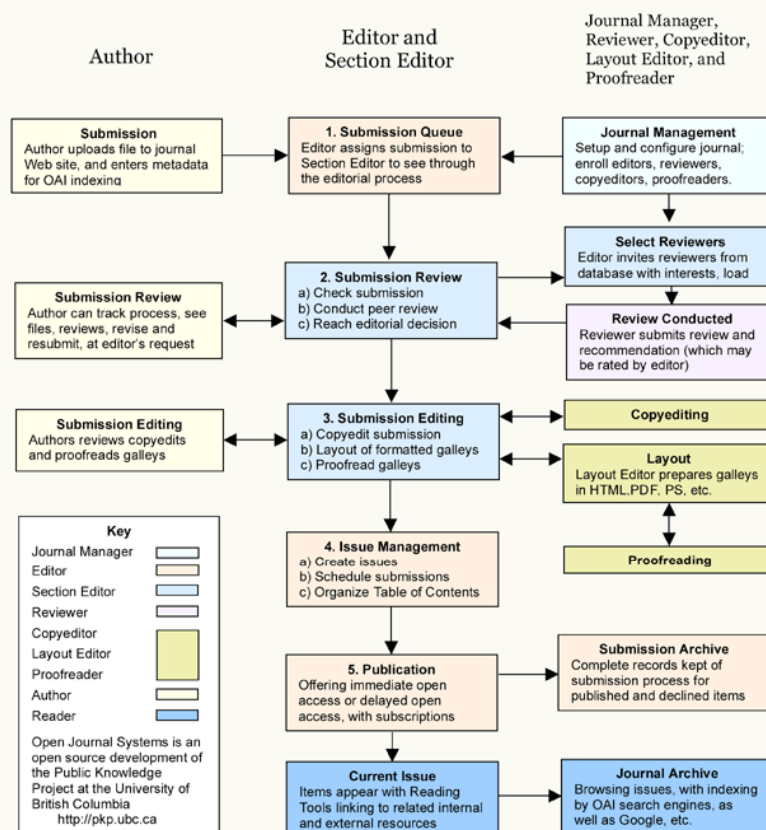 Author
Editor and
Section Editor
Journal Manager,
Reviewer, Copyeditor,
Layout Editor, and
Proofreader
Submission
Author uploads file to journal
Web site, and enters metadata
for OAI indexing
1. Submission Queue
Editor assigns submission to
Section Editor to see through
the editorial process
Journal Management
Setup and configure journal;
enroll editors, reviewers,
copyeditors, proofreaders.
Select Reviewers
Editor invites reviewers from
database with interests, load
2. Submission Review
a) Check submission
b) Conduct peer review
c) Reach editorial decision
Submission Review
Author can track process, see
files, reviews, revise and
resubmit, at editor's request
Review Conducted
Reviewer submits review and
recommendation (which may
be rated by editor)
3. Submission Editing
a) Copyedit submission
b) Layout of formatted galleys
c) Proofread galleys
Submission Editing
Authors reviews copyedits
and proofreads galleys
Copyediting
Layout
Layout Editor prepares galleys
in HTML,PDF, PS, etc.
Proofreading
Key
Journal Manager
Editor
Section Editor
Reviewer
Copyeditor
Layout Editor
Proofreader
Author
Reader
Open Journal Systems is an
open source development of
the Public Knowledge
Project at the University of
British Columbia
http://pkp.ubc.ca
4. Issue Management
a) Create issues
b) Schedule submissions
c) Organize Table of Contents
5. Publication
Offering immediate open
access or delayed open
access, with subscriptions
Submission Archive
Complete records kept of
submission process for
published and declined items
Current Issue
Items appear with Reading
Tools linking to related internal
and external resources
Journal Archive
Browsing issues, with indexing
by OAI search engines, as
well as Google, etc.